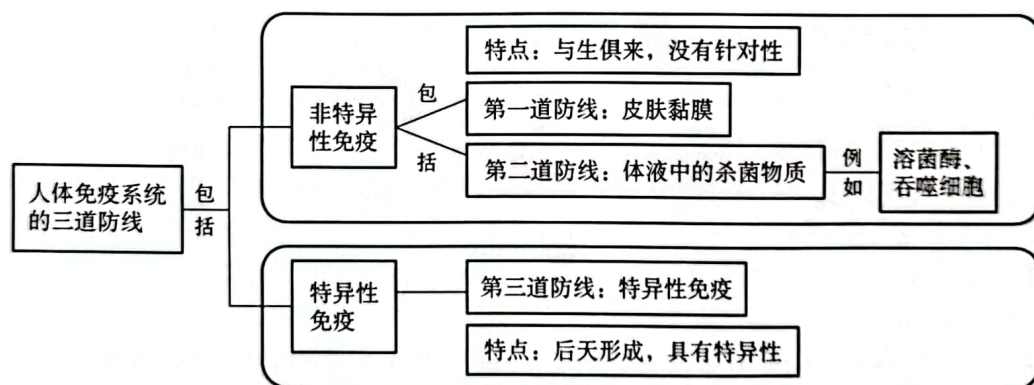 特点：与生俱来，没有针对性
非特异
性免疫
包
括
第一道防线：皮肤黏膜
第二道防线：体液中的杀菌物质
例
如
溶菌酶、
吞噬细胞
人体免疫系统
的三道防线
包
括
特异性
免疫
第三道防线：特异性免疫
特点：后天形成，具有特异性